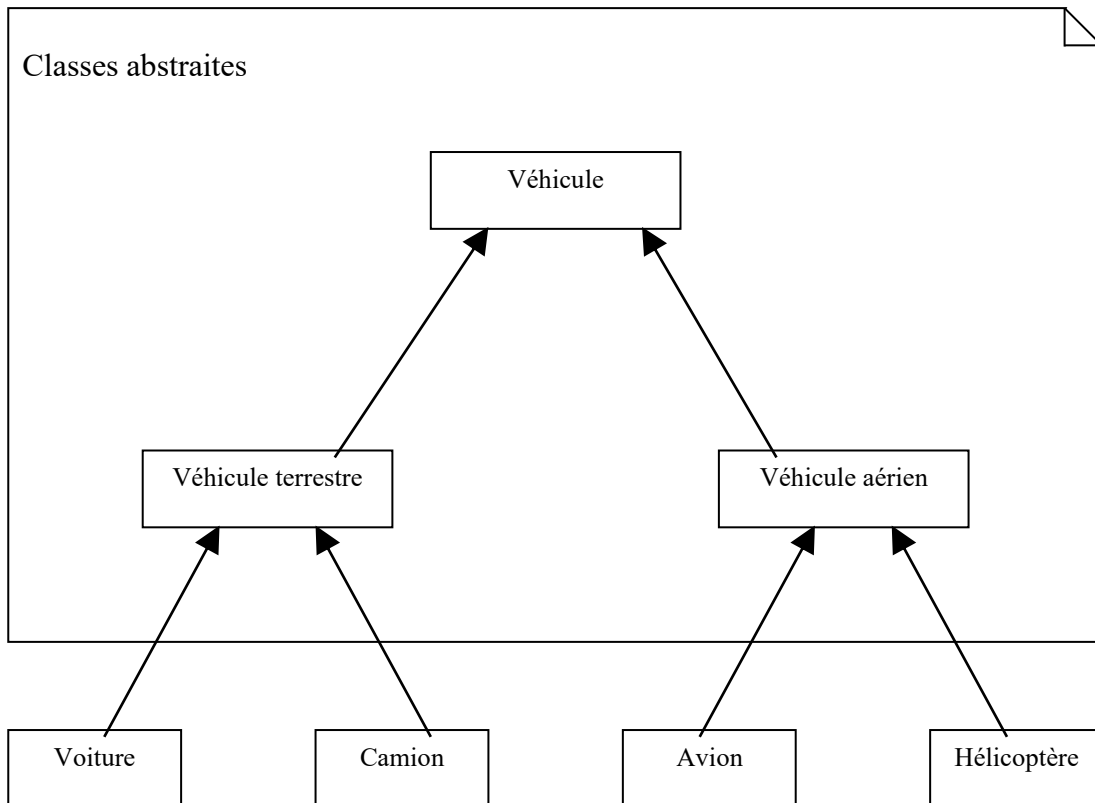 Classes abstraites
Véhicule
Véhicule terrestre
Véhicule aérien
Voiture
Camion
Avion
Hélicoptère